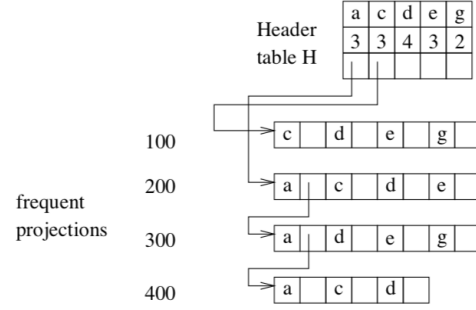 a c d e g
Header 3 3 4 3 2
table H
100 c d e g
200 a c d e
frequent
projections
300 a d e g
400 a c d